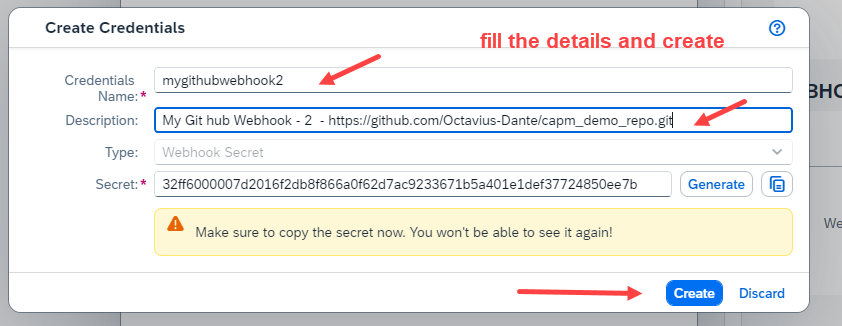 Create Credentials
fill the details and create
Credentials
Name:*
mygithubwebhook2
Description:
My Git hub Webhook - 2 - https://github.com/Octavius-Dante/capm_demo_repo.git
Type:
Webhook Secret
Secret:*
32ff6000007d2016f2db8f866a0f62d7ac9233671b5a401e1def37724850ee7b
Generate
Make sure to copy the secret now. You won't be able to see it again!
Create
Discard
We